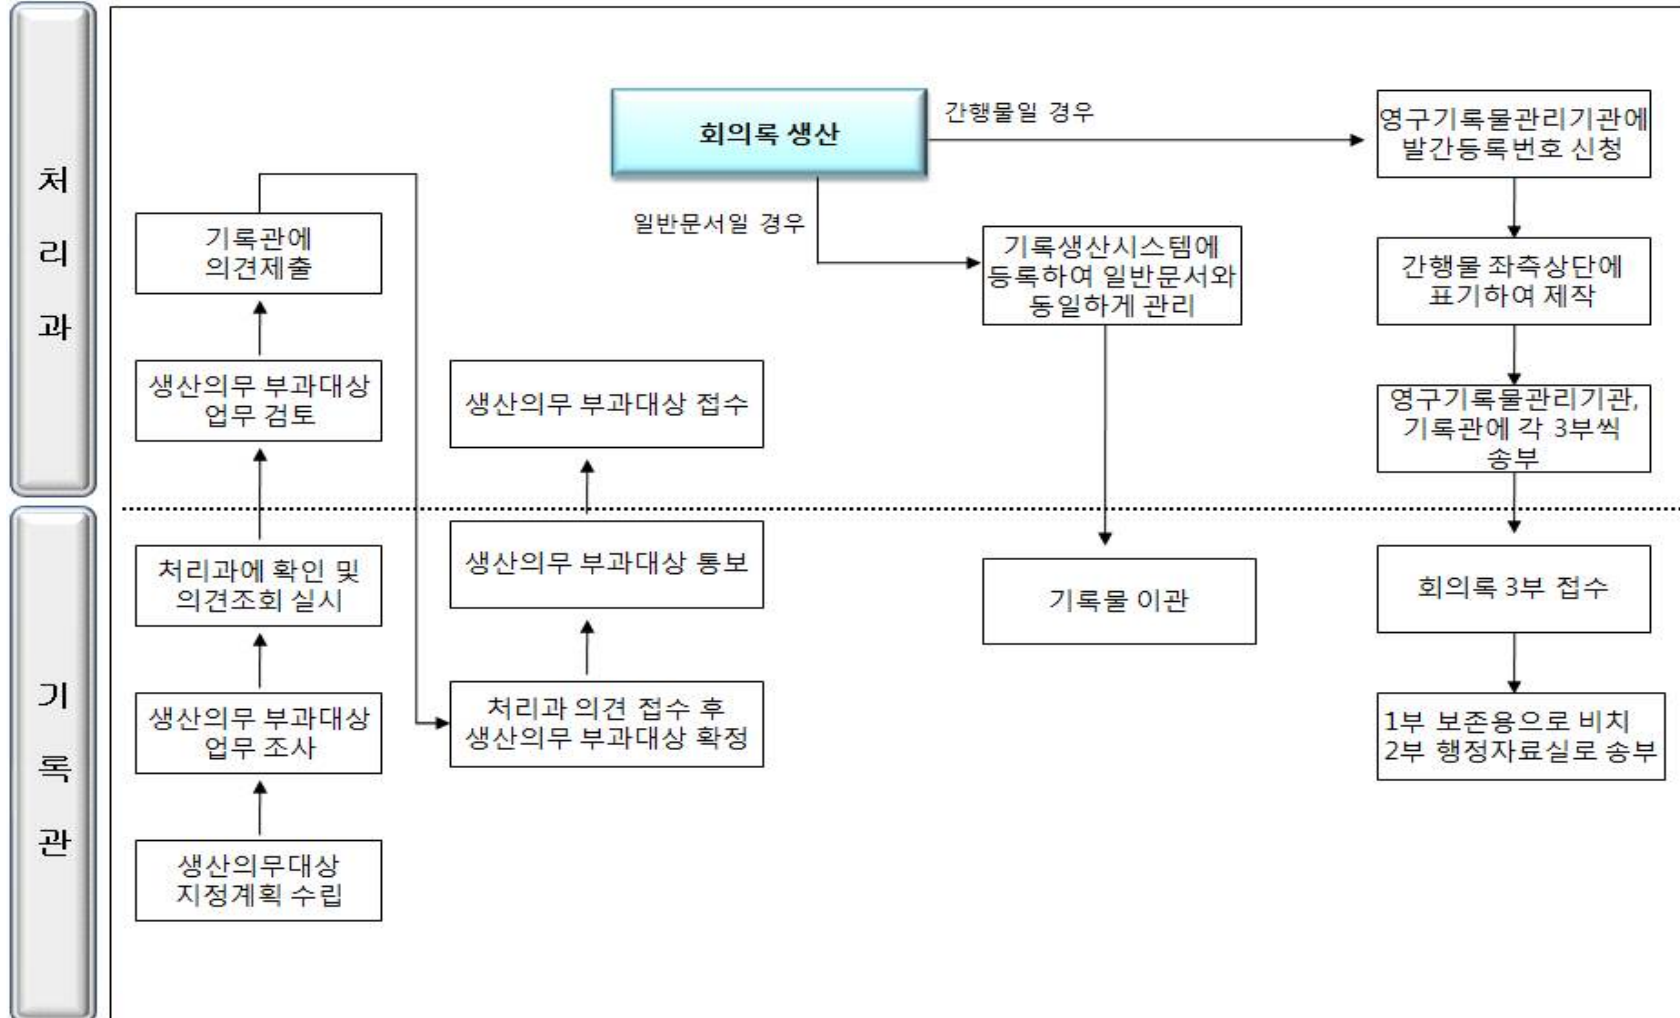 처
리
과
회의록 생산
간행물일 경우
일반문서일 경우
영구기록물관리기관에
발간등록번호 신청
기록관에
의견제출
기록생산시스템에
등록하여 일반문서와
동일하게 관리
간행물 좌측상단에
표기하여 제작
생산의무 부과대상
업무 검토
생산의무 부과대상 접수
영구기록물관리기관,
기록관에 각 3부씩
송부
기
록
관
처리과에 확인 및
의견조회 실시
생산의무 부과대상 통보
기록물 이관
회의록 3부 접수
생산의무 부과대상
업무 조사
처리과 의견 접수 후
생산의무 부과대상 확정
1부 보존용으로 비치
2부 행정자료실로 송부
생산의무대상
지정계획 수립